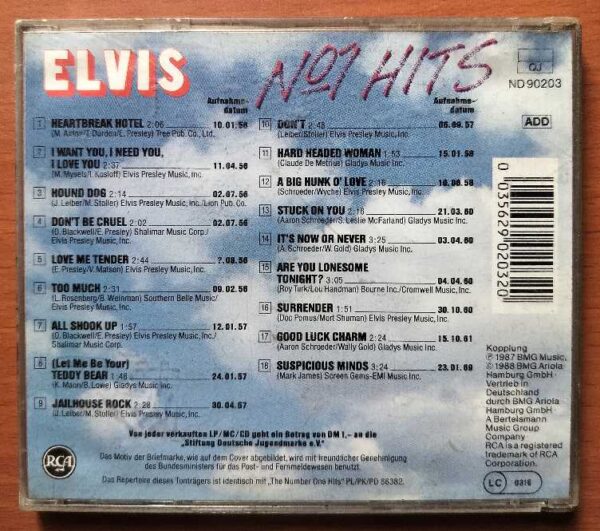 ELVIS
No1 HITS
ND 90203
ADD
Aufnahme-
datum
1 HEARTBREAK HOTEL 2:06 10.01.56
(M. Axton/T. Durden/E. Presley) Tree Pub. Co., Ltd.
2 I WANT YOU, I NEED YOU,
I LOVE YOU 2:37 11.04.56
(M. Mysels/I. Kosloff) Elvis Presley Music, Inc.
3 HOUND DOG 2:14 02.07.56
(J. Leiber/M. Stoller) Elvis Presley Music, Inc./Lion Pub. Co.
4 DON'T BE CRUEL 2:02 02.07.56
(O. Blackwell/E. Presley) Shalimar Music Corp./
Elvis Presley Music, Inc.
5 LOVE ME TENDER 2:44 ?.08.56
(E. Presley/V. Matson) Elvis Presley Music, Inc.
6 TOO MUCH 2:31 09.02.56
(L. Rosenberg/B. Weinman) Southern Belle Music/
Elvis Presley Music, Inc.
7 ALL SHOOK UP 1:57 12.01.57
(O. Blackwell/E. Presley) Elvis Presley Music, Inc./
Shalimar Music Corp.
8 (Let Me Be Your)
TEDDY BEAR 1:46 24.01.57
(K. Mann/B. Lowe) Gladys Music, Inc.
9 JAILHOUSE ROCK 2:28 30.04.57
(J. Leiber/M. Stoller) Elvis Presley Music, Inc.
Aufnahme-
datum
10 DON'T 2:48 06.09.57
(Leiber/Stoller) Elvis Presley Music, Inc.
11 HARD HEADED WOMAN 1:53 15.01.58
(Claude De Metrius) Gladys Music, Inc.
12 A BIG HUNK O' LOVE 2:16 10.06.58
(Schroeder/Wyche) Elvis Presley Music, Inc.
13 STUCK ON YOU 2:16 21.03.60
(Aaron Schroeder/S. Leslie McFarland) Gladys Music, Inc.
14 IT'S NOW OR NEVER 3:25 03.04.60
(A. Schroeder/W. Gold) Gladys Music, Inc.
15 ARE YOU LONESOME
TONIGHT? 3:05 04.04.60
(Roy Turk/Lou Handman) Bourne Inc./Cromwell Music, Inc.
16 SURRENDER 1:51 30.10.60
(Doc Pomus/Mort Shuman) Elvis Presley Music, Inc.
17 GOOD LUCK CHARM 2:24 15.10.61
(Aaron Schroeder/Wally Gold) Gladys Music, Inc.
18 SUSPICIOUS MINDS 3:24 23.01.69
(Mark James) Screen Gems-EMI Music, Inc.
0 035629 020320
Kopplung
Ⓟ 1987 BMG Music,
© 1988 BMG Ariola
Hamburg GmbH ·
Vertrieb in
Deutschland
durch BMG Ariola
Hamburg GmbH ·
A Bertelsmann
Music Group
Company
RCA is a registered
trademark of RCA
Corporation.
LC 0316
Von jeder verkauften LP/MC/CD geht ein Betrag von DM 1,– an die
„Stiftung Deutsche Jugendmarke e.V."
Das Motiv der Briefmarke, wie auf dem Cover abgebildet, wird mit freundlicher Genehmigung
des Bundesministers für das Post- und Fernmeldewesen benutzt.
Das Repertoire dieses Tonträgers ist identisch mit „The Number One Hits" PL/PK/PD 86382.
RCA